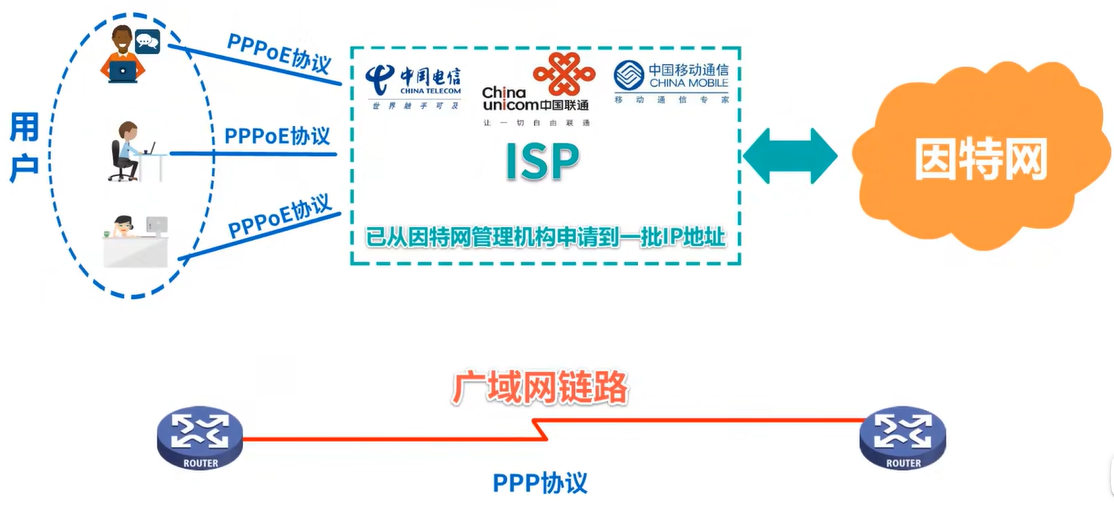 用户
PPPoE协议
PPPoE协议
PPPoE协议
中国电信
CHINA TELECOM
世界触手可及
China
unicom中国联通
让一切自由联通
中国移动通信
CHINA MOBILE
移动通信专家
ISP
已从因特网管理机构申请到一批IP地址
因特网
广域网链路
ROUTER
ROUTER
PPP协议